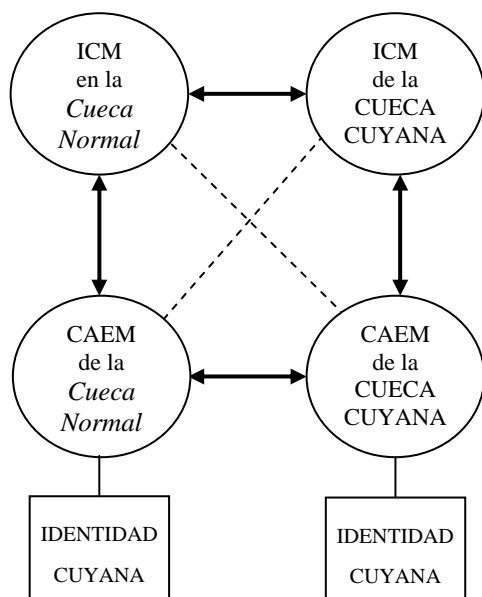 ICM
en la
Cueca
Normal
ICM
de la
CUECA
CUYANA
CAEM
de la
Cueca
Normal
CAEM
de la
CUECA
CUYANA
IDENTIDAD
CUYANA
IDENTIDAD
CUYANA